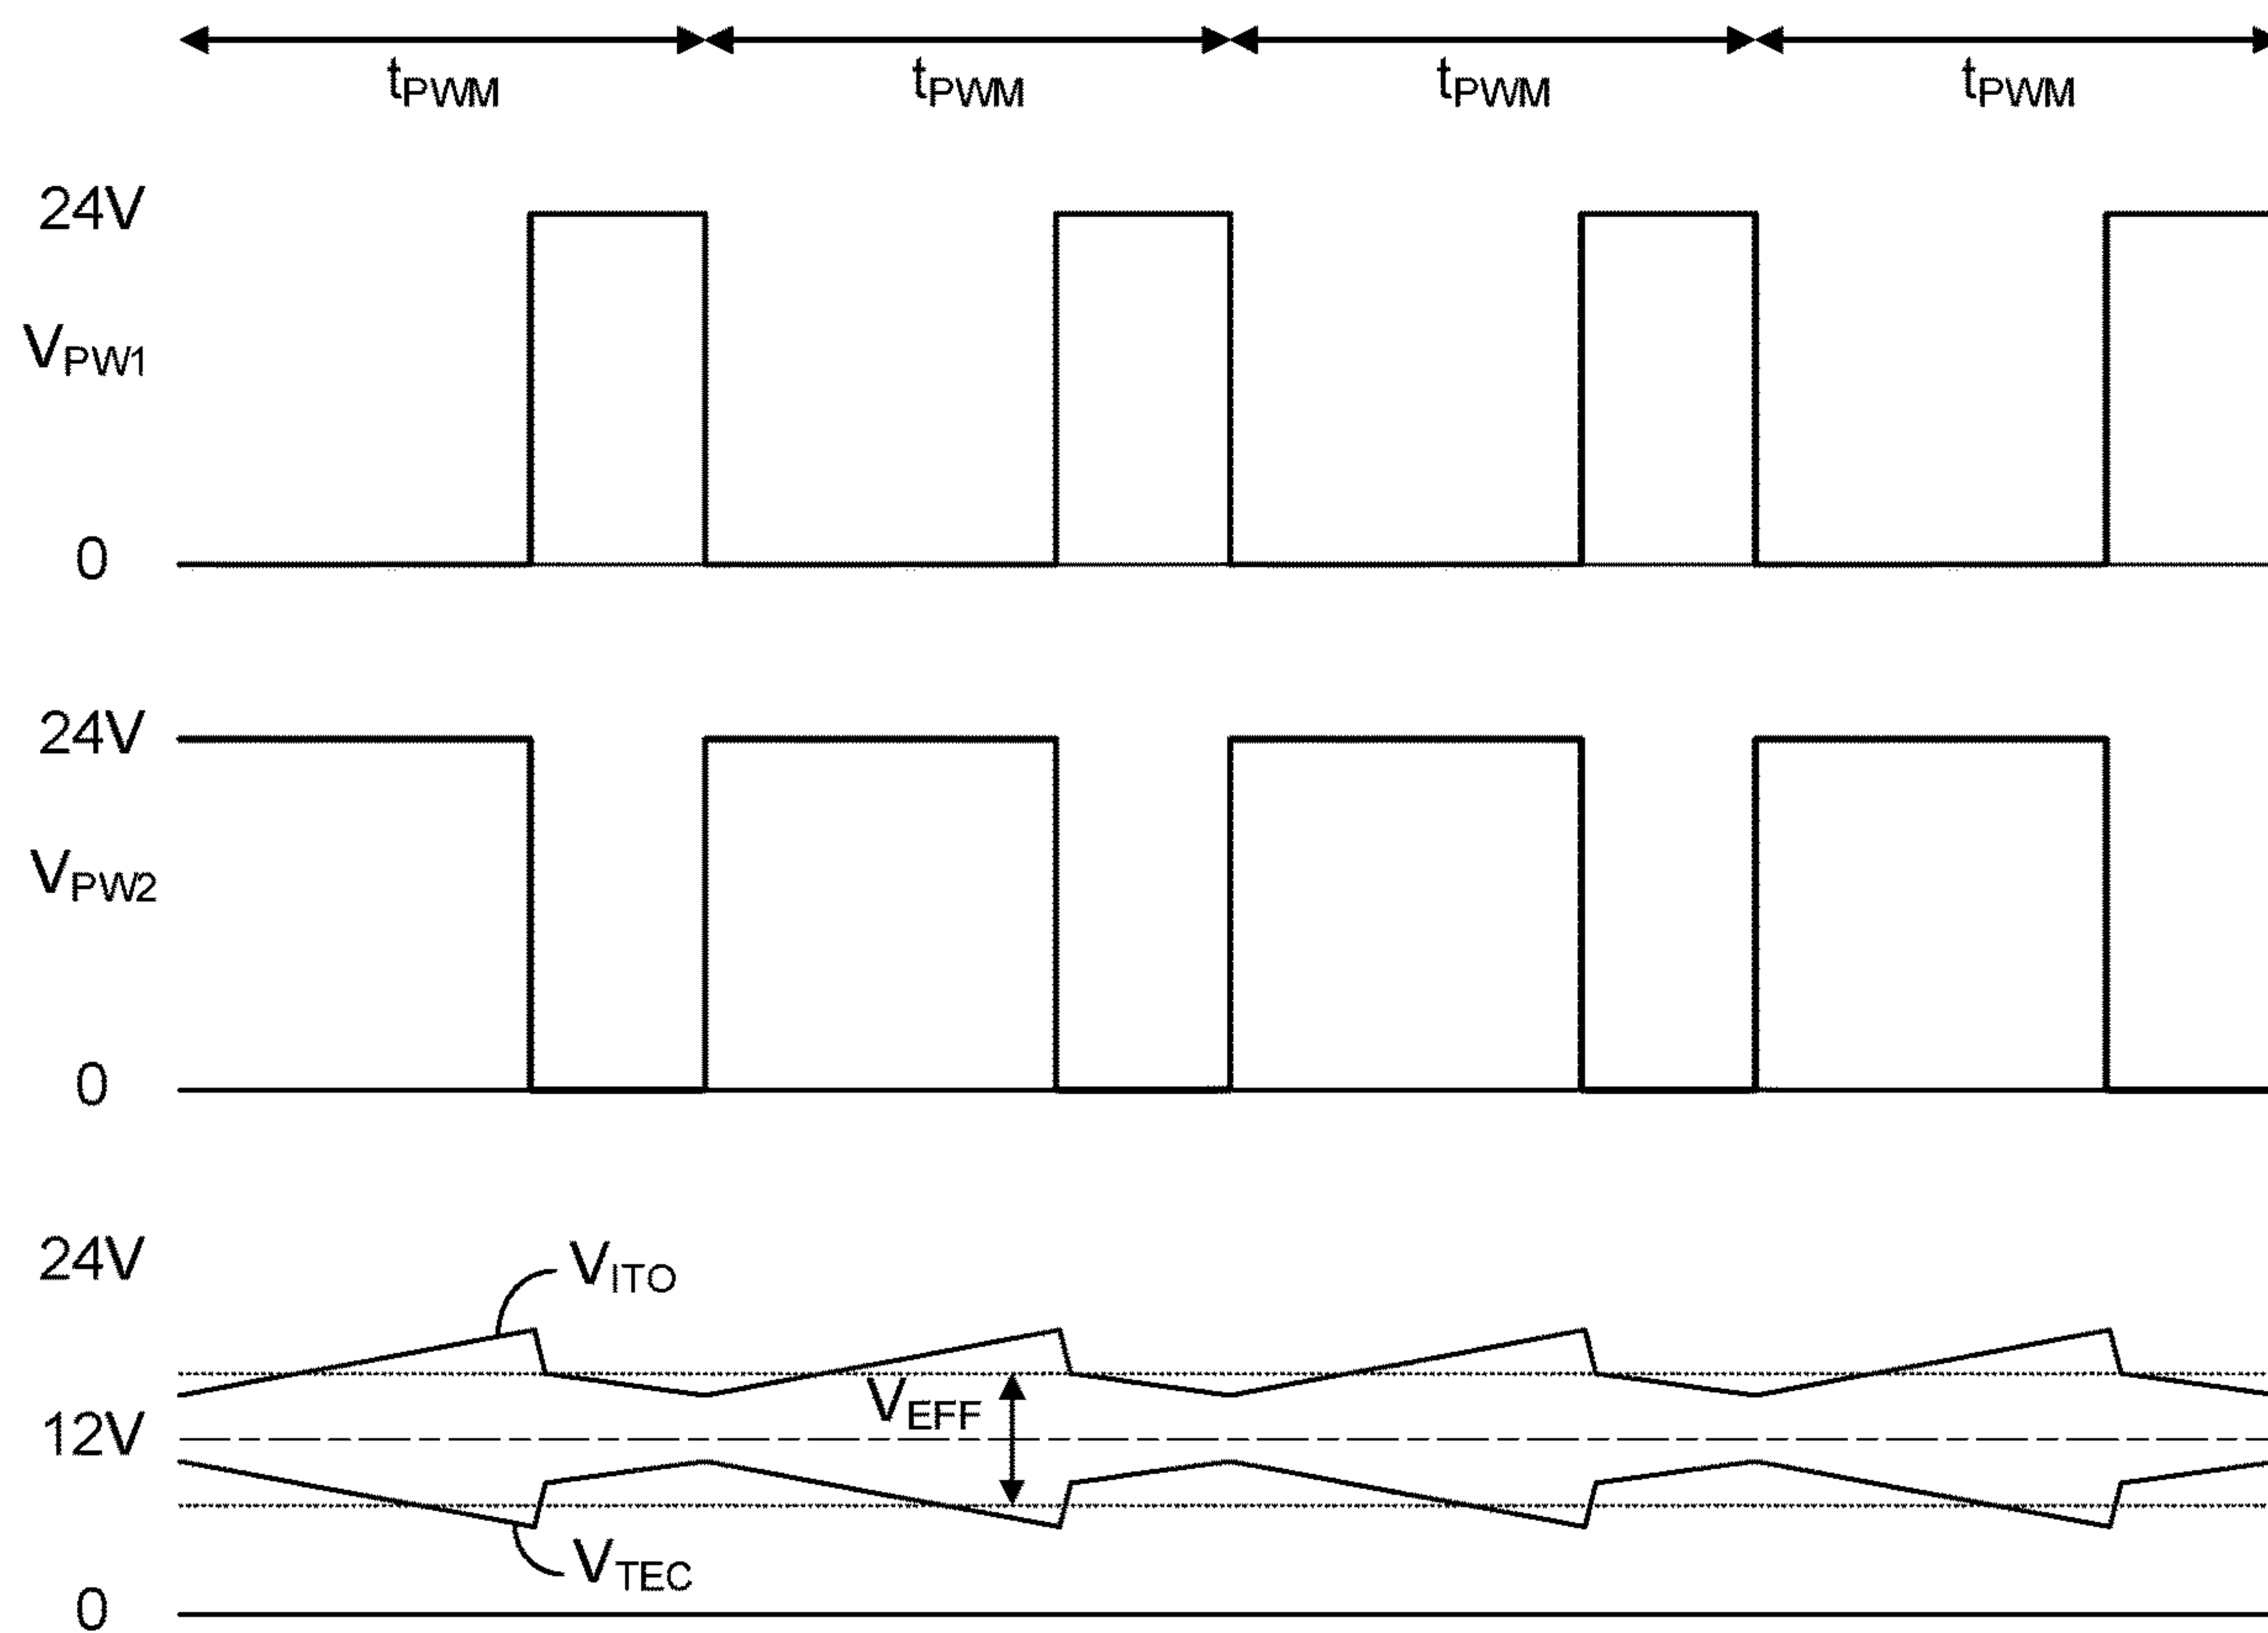 tPWM tPWM tPWM tPWM
24V
VPW1
0
24V
VPW2
0
24V
VITO
VEFF
12V
VTEC
0